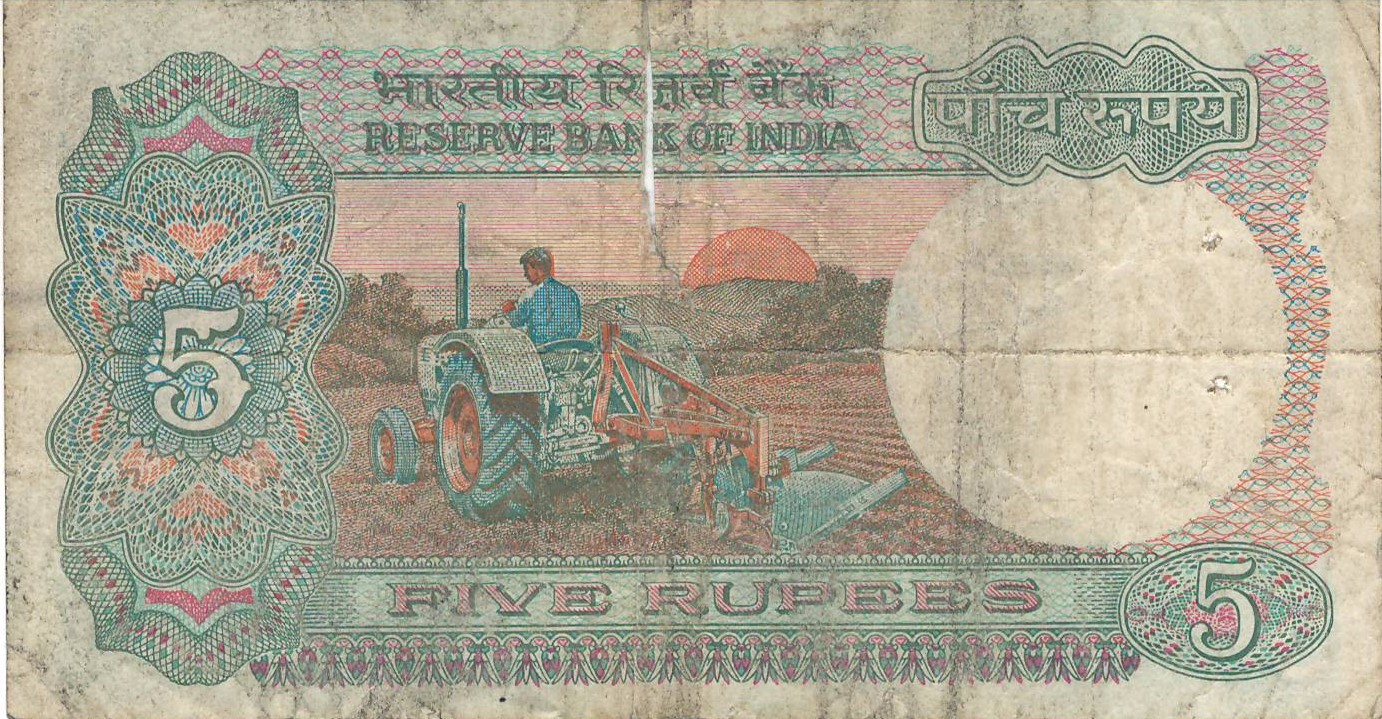 भारतीय रिज़र्व बैंक
RESERVE BANK OF INDIA
पाँच रुपये
5
FIVE RUPEES
5